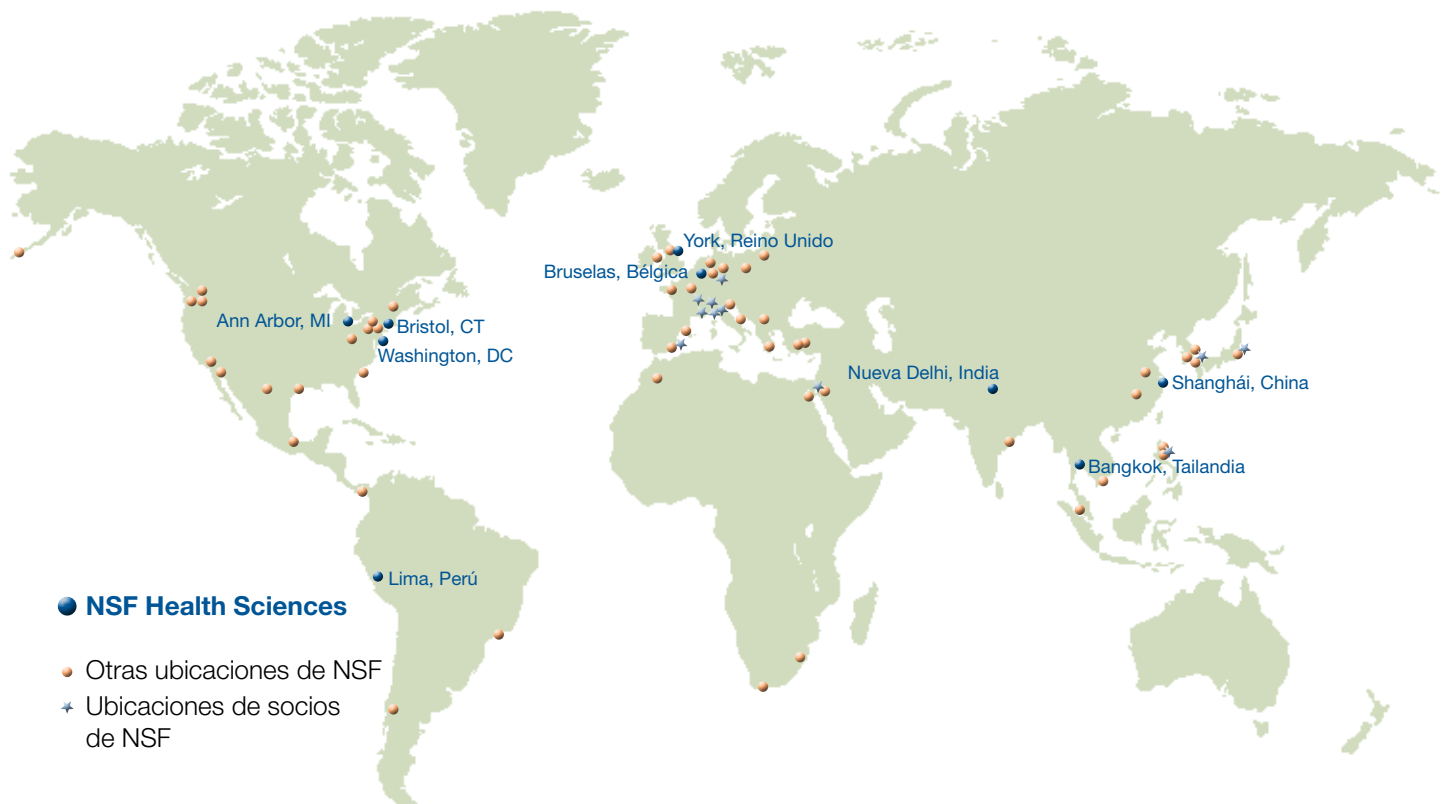 York, Reino Unido
Bruselas, Bélgica
Ann Arbor, MI
Bristol, CT
Washington, DC
Nueva Delhi, India
Shanghái, China
Bangkok, Tailandia
Lima, Perú
NSF Health Sciences
Otras ubicaciones de NSF
Ubicaciones de socios
de NSF